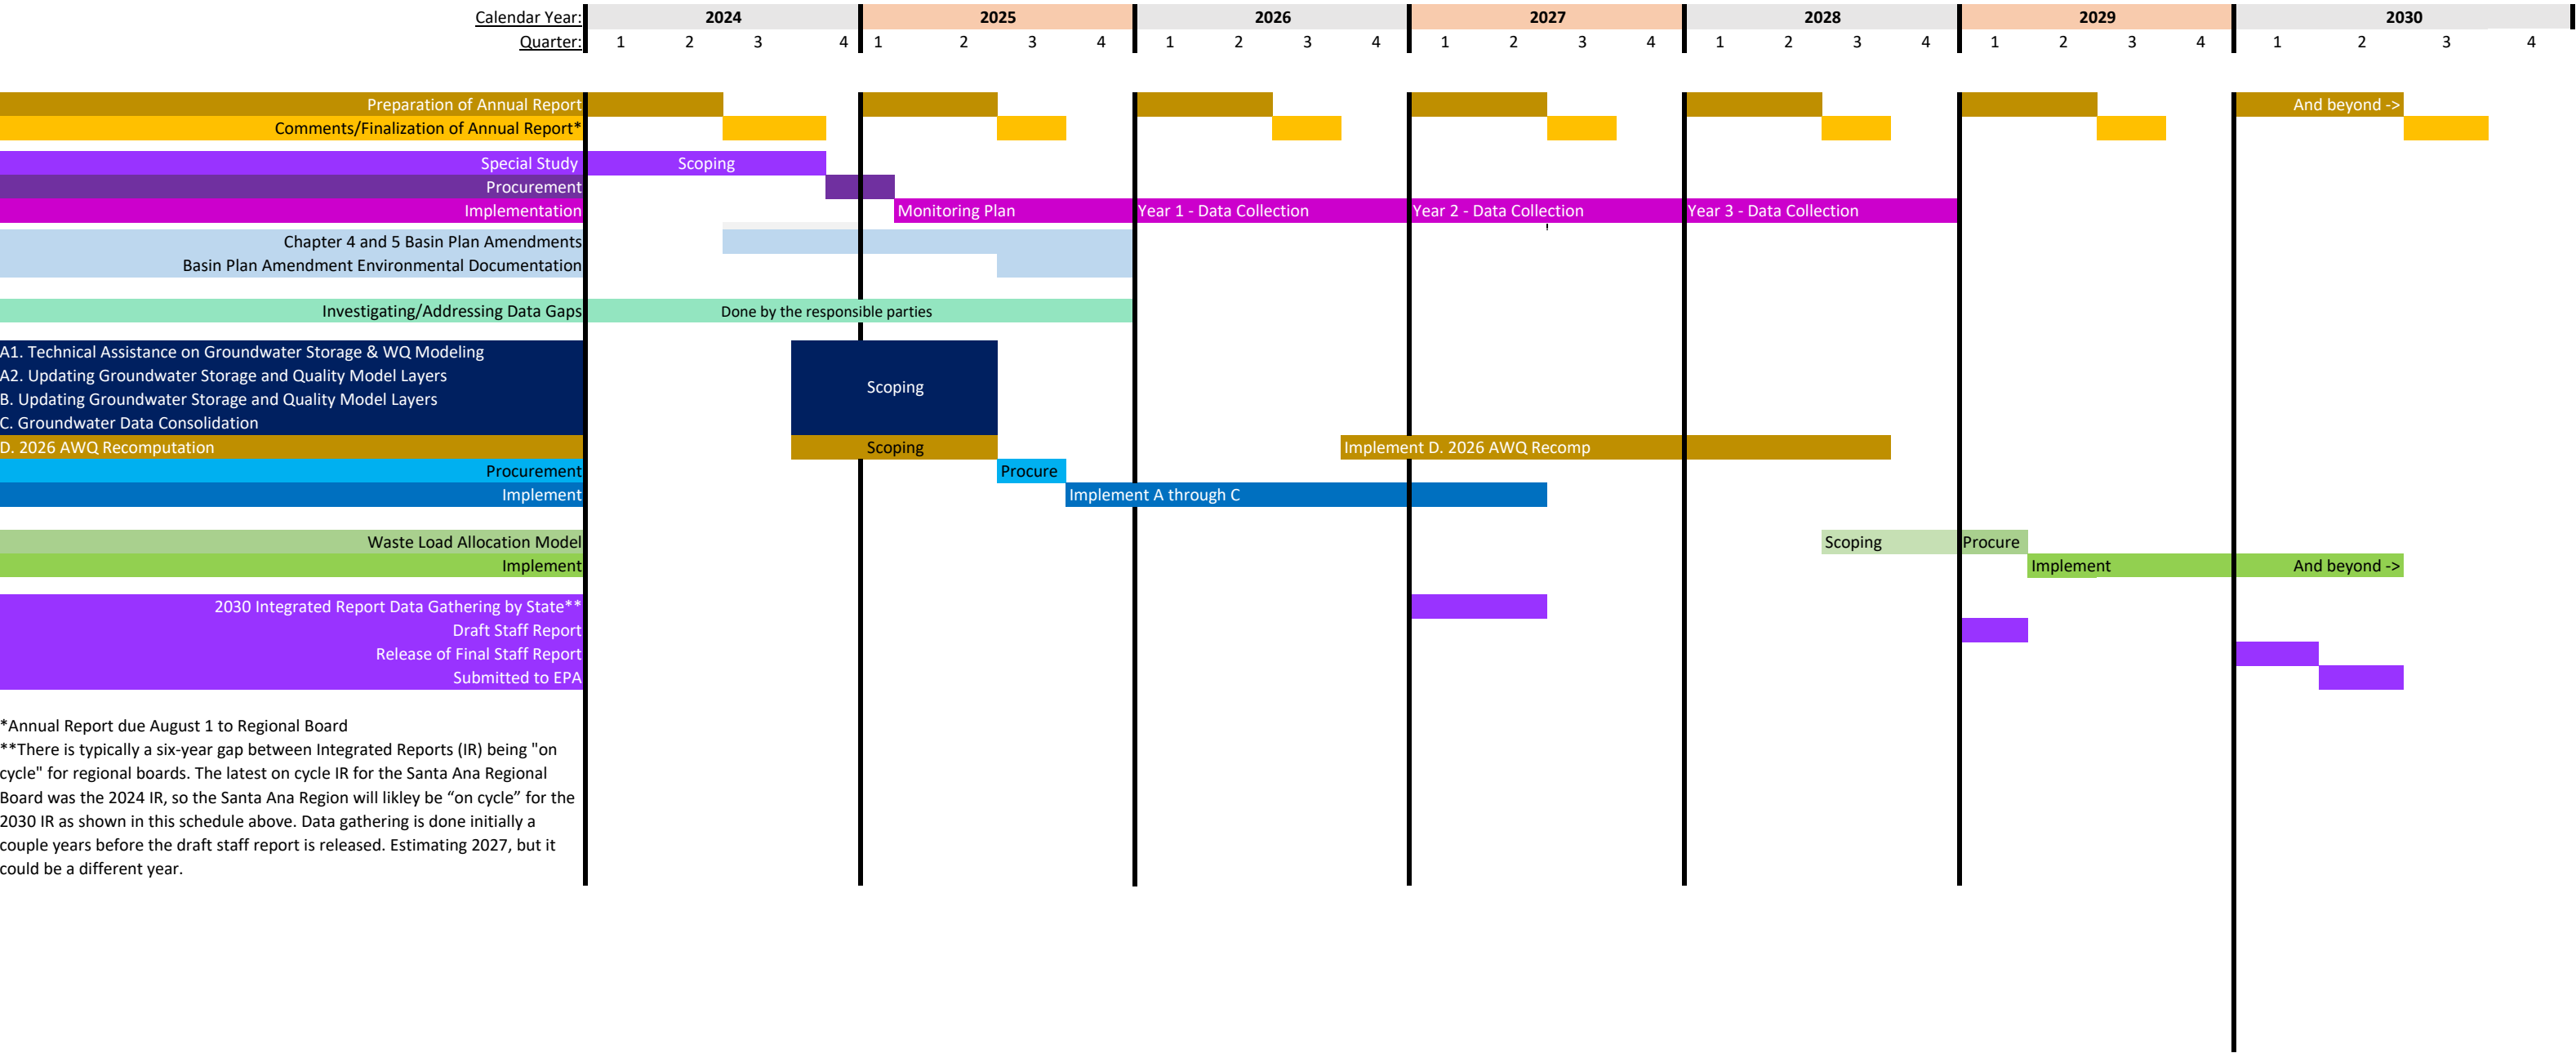 Calendar Year: 2024 2025 2026 2027 2028 2029 2030
Quarter: 1 2 3 4 1 2 3 4 1 2 3 4 1 2 3 4 1 2 3 4 1 2 3 4 1 2 3 4
Preparation of Annual Report And beyond ->
Comments/Finalization of Annual Report*
Special Study Scoping
Procurement
Implementation Monitoring Plan Year 1 - Data Collection Year 2 - Data Collection Year 3 - Data Collection
Chapter 4 and 5 Basin Plan Amendments
Basin Plan Amendment Environmental Documentation
Investigating/Addressing Data Gaps Done by the responsible parties
A1. Technical Assistance on Groundwater Storage & WQ Modeling
A2. Updating Groundwater Storage and Quality Model Layers
Scoping
B. Updating Groundwater Storage and Quality Model Layers
C. Groundwater Data Consolidation
D. 2026 AWQ Recomputation Scoping Implement D. 2026 AWQ Recomp
Procurement Procure
Implement Implement A through C
Waste Load Allocation Model Scoping Procure
Implement Implement And beyond ->
2030 Integrated Report Data Gathering by State**
Draft Staff Report
Release of Final Staff Report
Submitted to EPA
*Annual Report due August 1 to Regional Board
**There is typically a six-year gap between Integrated Reports (IR) being "on
cycle" for regional boards. The latest on cycle IR for the Santa Ana Regional
Board was the 2024 IR, so the Santa Ana Region will likley be “on cycle” for the
2030 IR as shown in this schedule above. Data gathering is done initially a
couple years before the draft staff report is released. Estimating 2027, but it
could be a different year.